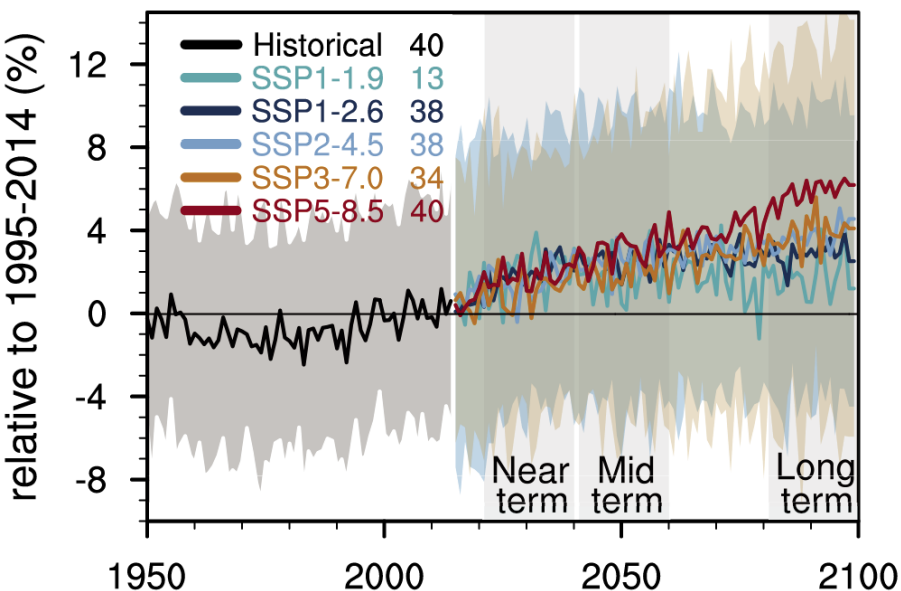 relative to 1995-2014 (%)
12
8
4
0
-4
-8
Historical 40
SSP1-1.9 13
SSP1-2.6 38
SSP2-4.5 38
SSP3-7.0 34
SSP5-8.5 40
Near
term
Mid
term
Long
term
1950 2000 2050 2100